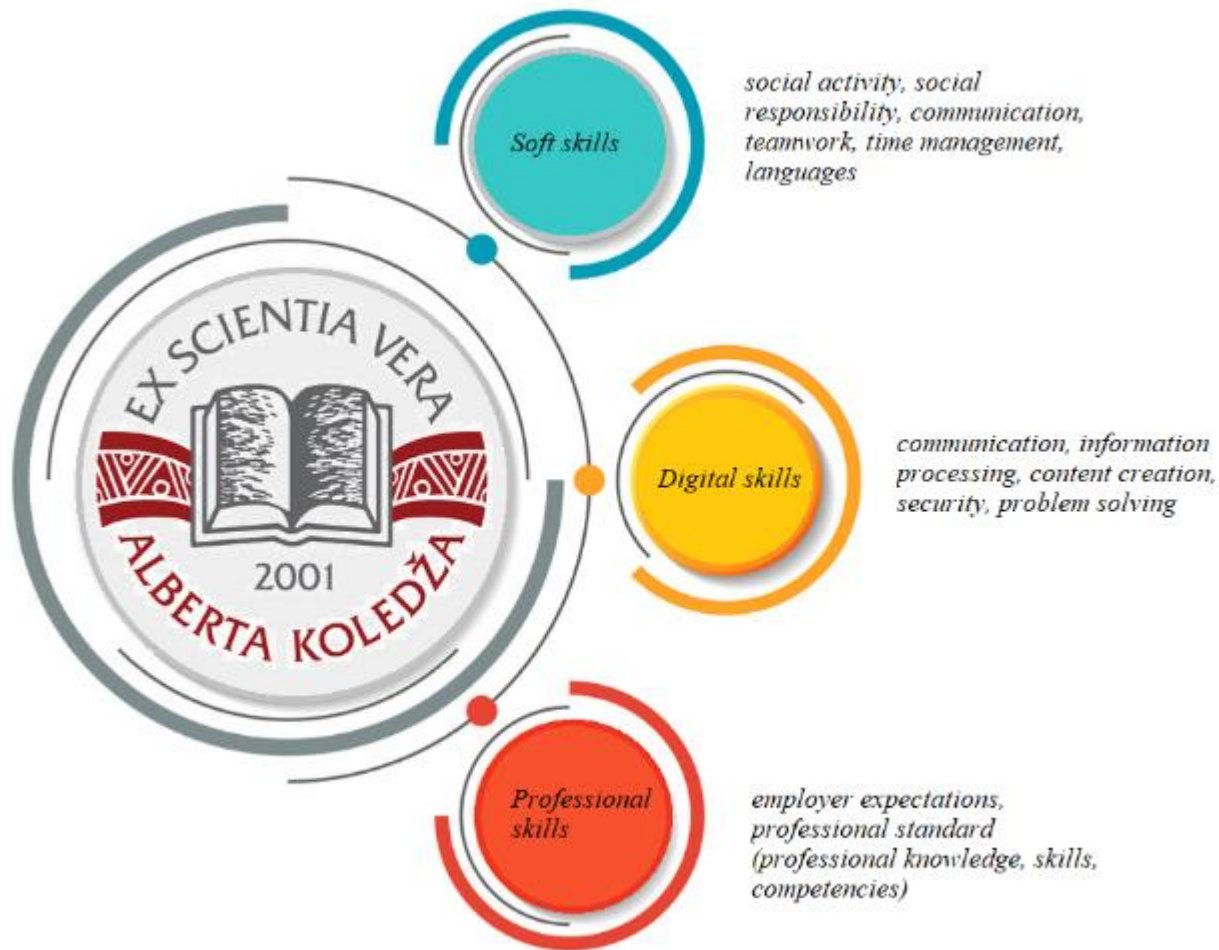 Soft skills
social activity, social
responsibility, communication,
teamwork, time management,
languages
EX SCIENTIA VERA
2001
ALBERTA KOLEDŽA
Digital skills
communication, information
processing, content creation,
security, problem solving
Professional
skills
employer expectations,
professional standard
(professional knowledge, skills,
competencies)